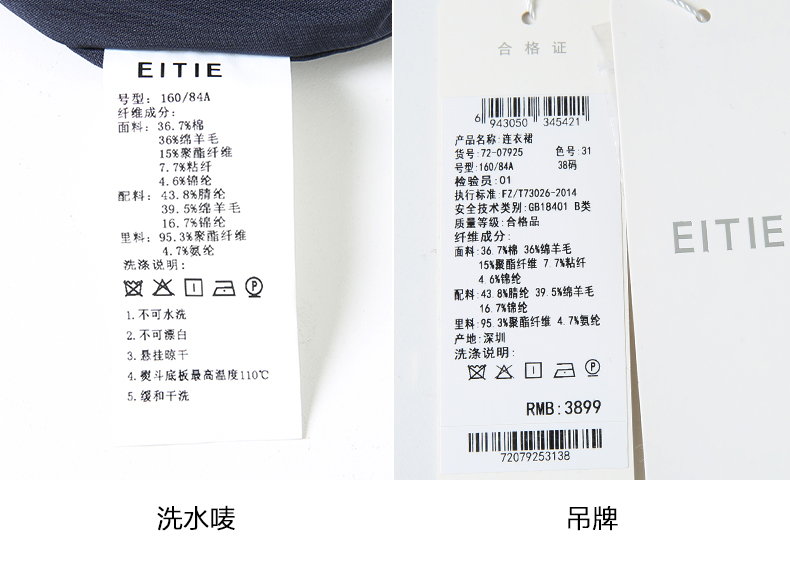 EITIE
号型: 160/84A
纤维成分:
面料: 36.7%棉
36%绵羊毛
15%聚酯纤维
7.7%粘纤
4.6%锦纶
配料: 43.8%腈纶
39.5%绵羊毛
16.7%锦纶
里料: 95.3%聚酯纤维
4.7%氨纶
洗涤说明:
P
1.不可水洗
2.不可漂白
3.悬挂晾干
4.熨斗底板最高温度110℃
5.缓和干洗
洗水唛
合格证
6 943050 345421
产品名称:连衣裙
货号:72-07925 色号:31
号型:160/84A 38码
检验员:01
执行标准:FZ/T73026-2014
安全技术类别:GB18401 B类
质量等级:合格品
纤维成分:
面料:36.7%棉 36%绵羊毛
15%聚酯纤维 7.7%粘纤
4.6%锦纶
配料:43.8%腈纶 39.5%绵羊毛
16.7%锦纶
里料:95.3%聚酯纤维 4.7%氨纶
产地:深圳
洗涤说明:
P
RMB:3899
72079253138
EITIE
吊牌